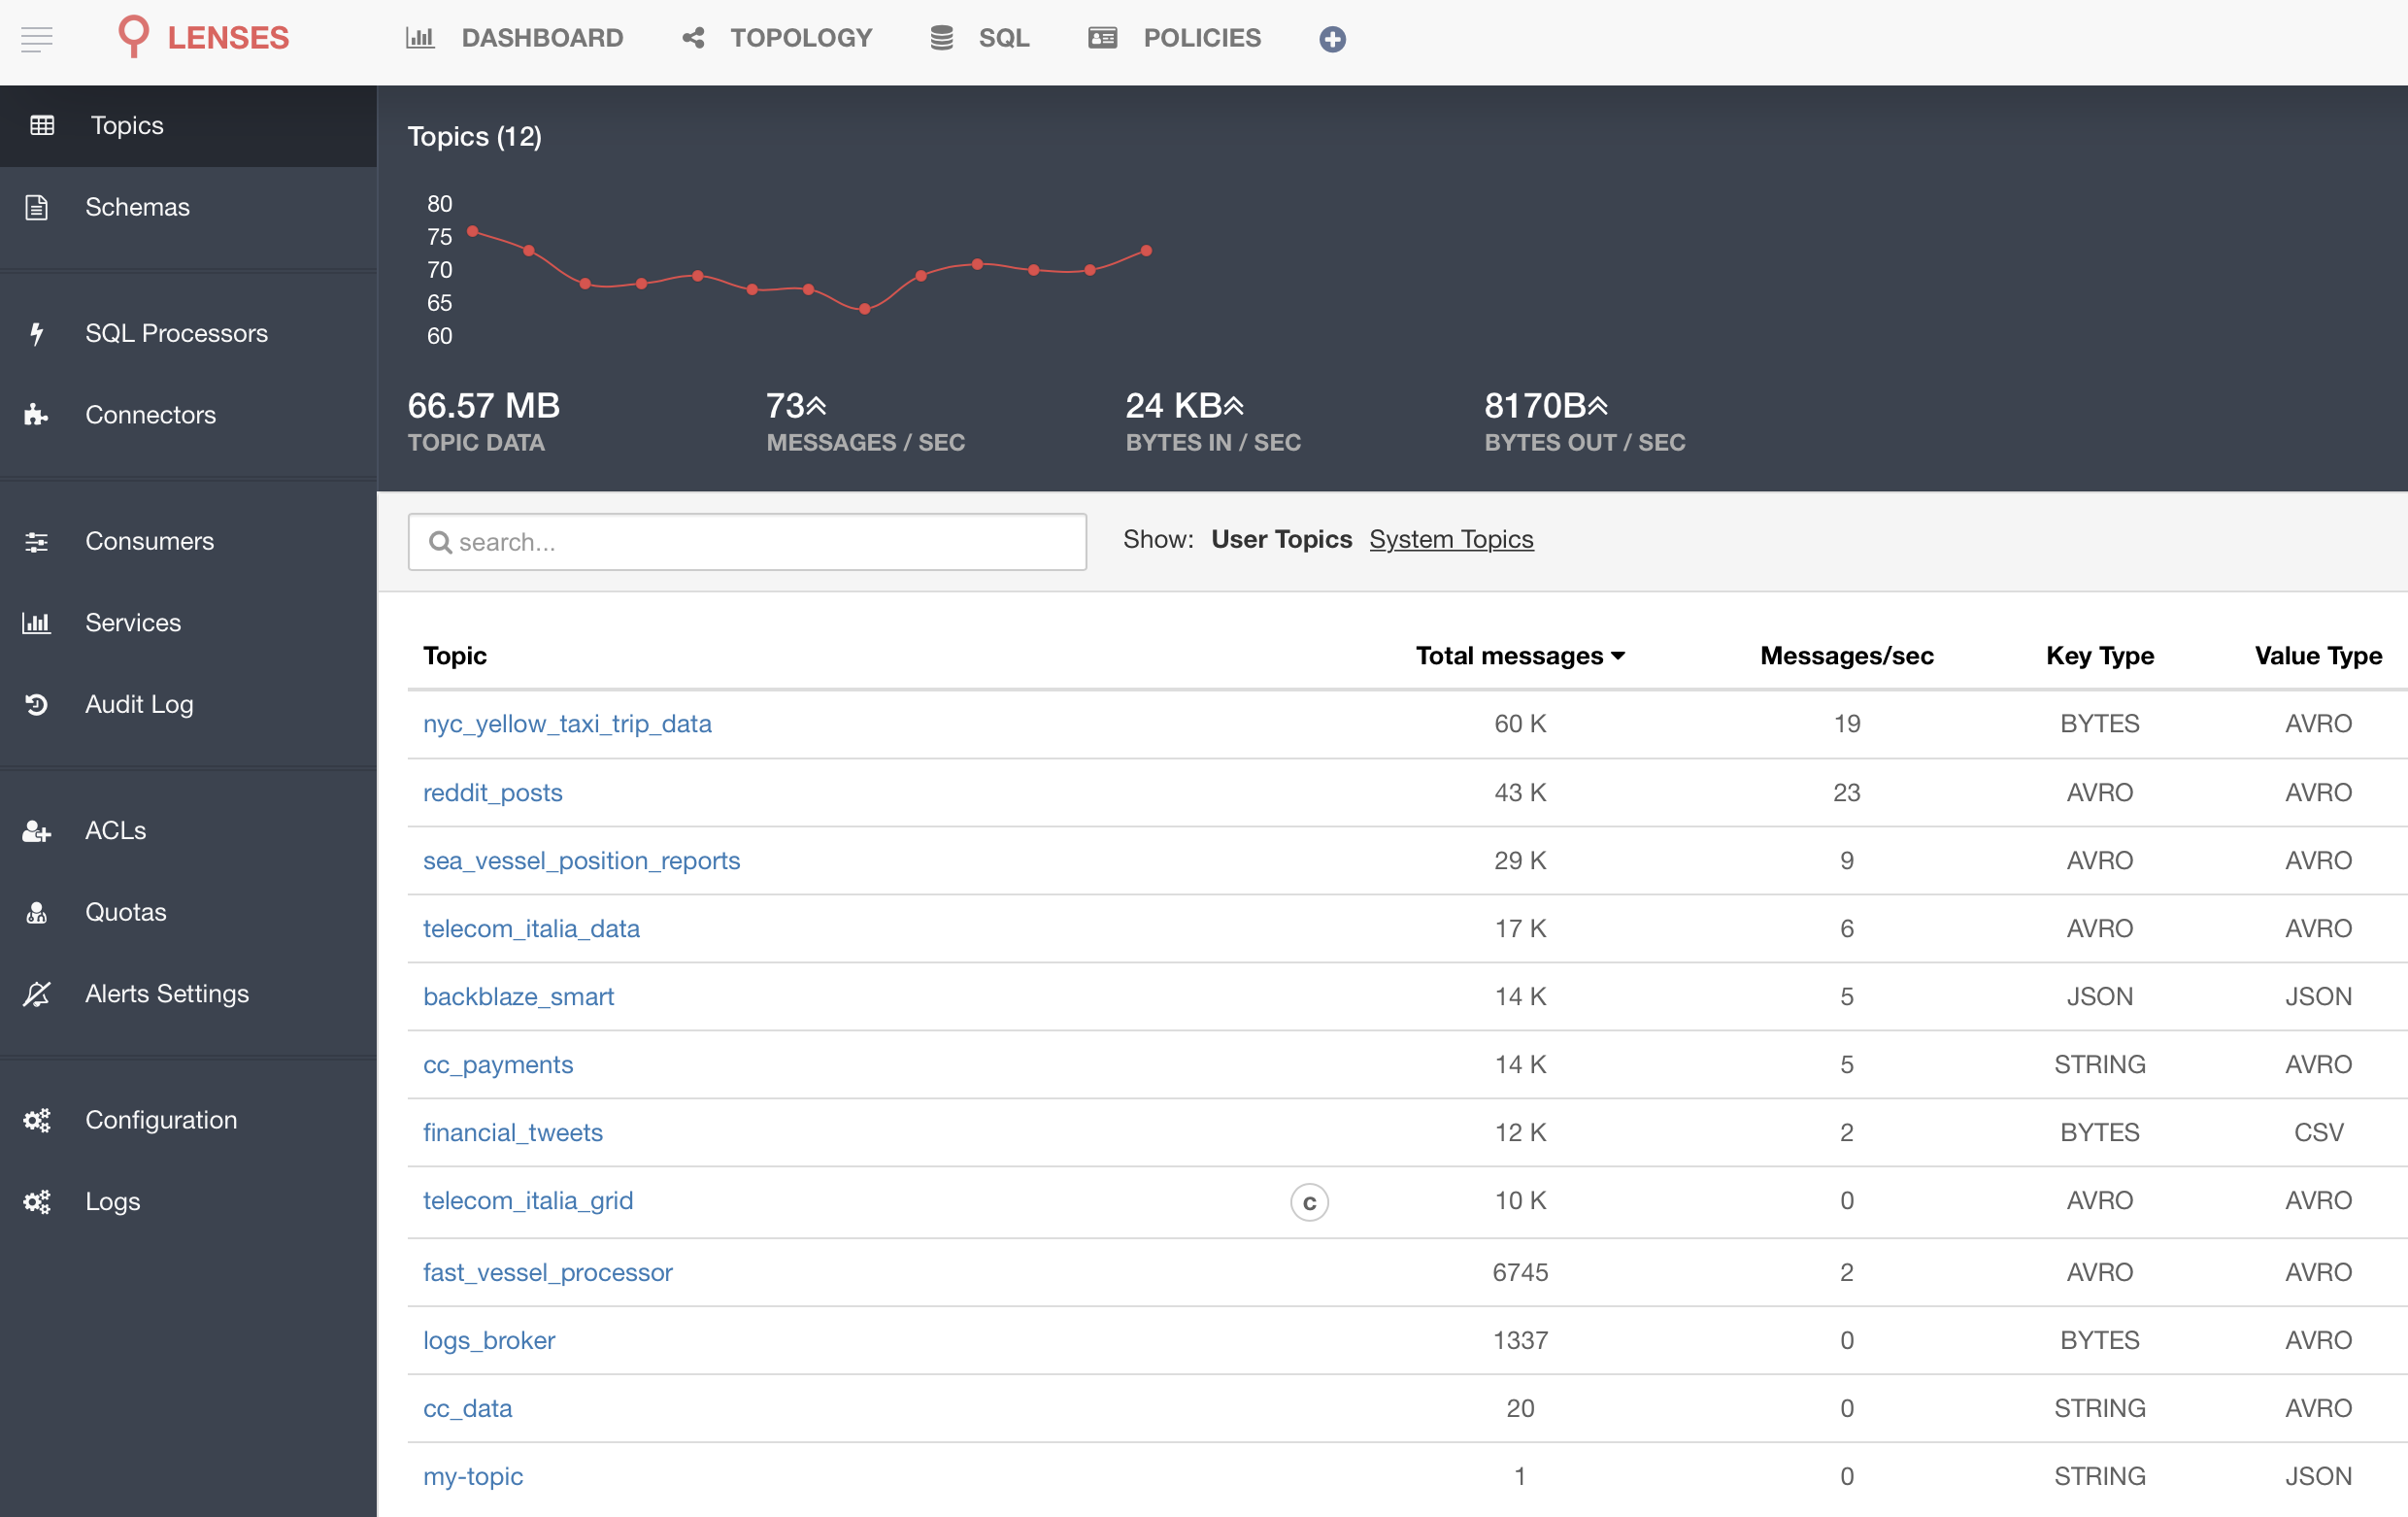 LENSES DASHBOARD TOPOLOGY SQL POLICIES
Topics
Schemas
SQL Processors
Connectors
Consumers
Services
Audit Log
ACLs
Quotas
Alerts Settings
Configuration
Logs
Topics (12)
80
75
70
65
60
66.57 MB 73 24 KB 8170B
TOPIC DATA MESSAGES / SEC BYTES IN / SEC BYTES OUT / SEC
search... Show: User Topics System Topics
Topic Total messages Messages/sec Key Type Value Type
nyc_yellow_taxi_trip_data 60 K 19 BYTES AVRO
reddit_posts 43 K 23 AVRO AVRO
sea_vessel_position_reports 29 K 9 AVRO AVRO
telecom_italia_data 17 K 6 AVRO AVRO
backblaze_smart 14 K 5 JSON JSON
cc_payments 14 K 5 STRING AVRO
financial_tweets 12 K 2 BYTES CSV
telecom_italia_grid c 10 K 0 AVRO AVRO
fast_vessel_processor 6745 2 AVRO AVRO
logs_broker 1337 0 BYTES AVRO
cc_data 20 0 STRING AVRO
my-topic 1 0 STRING JSON